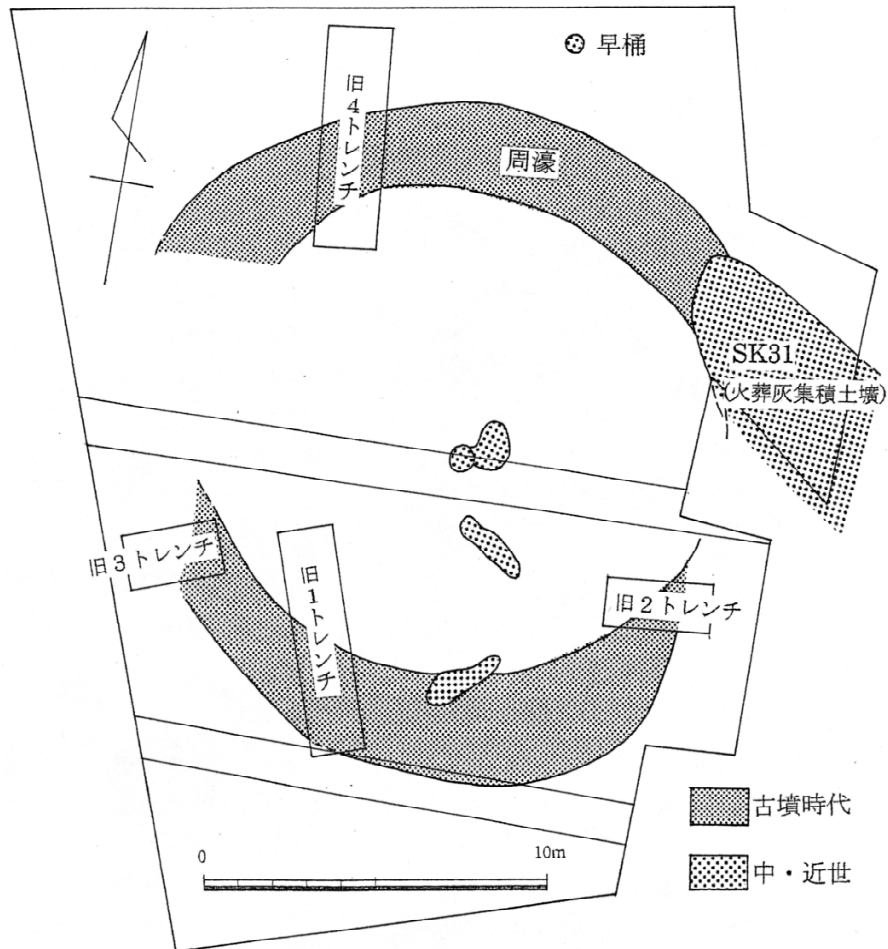 早桶
旧4トレンチ
周濠
SK31
(火葬灰集積土壙)
旧3トレンチ
旧1トレンチ
旧2トレンチ
古墳時代
0
10m
中・近世